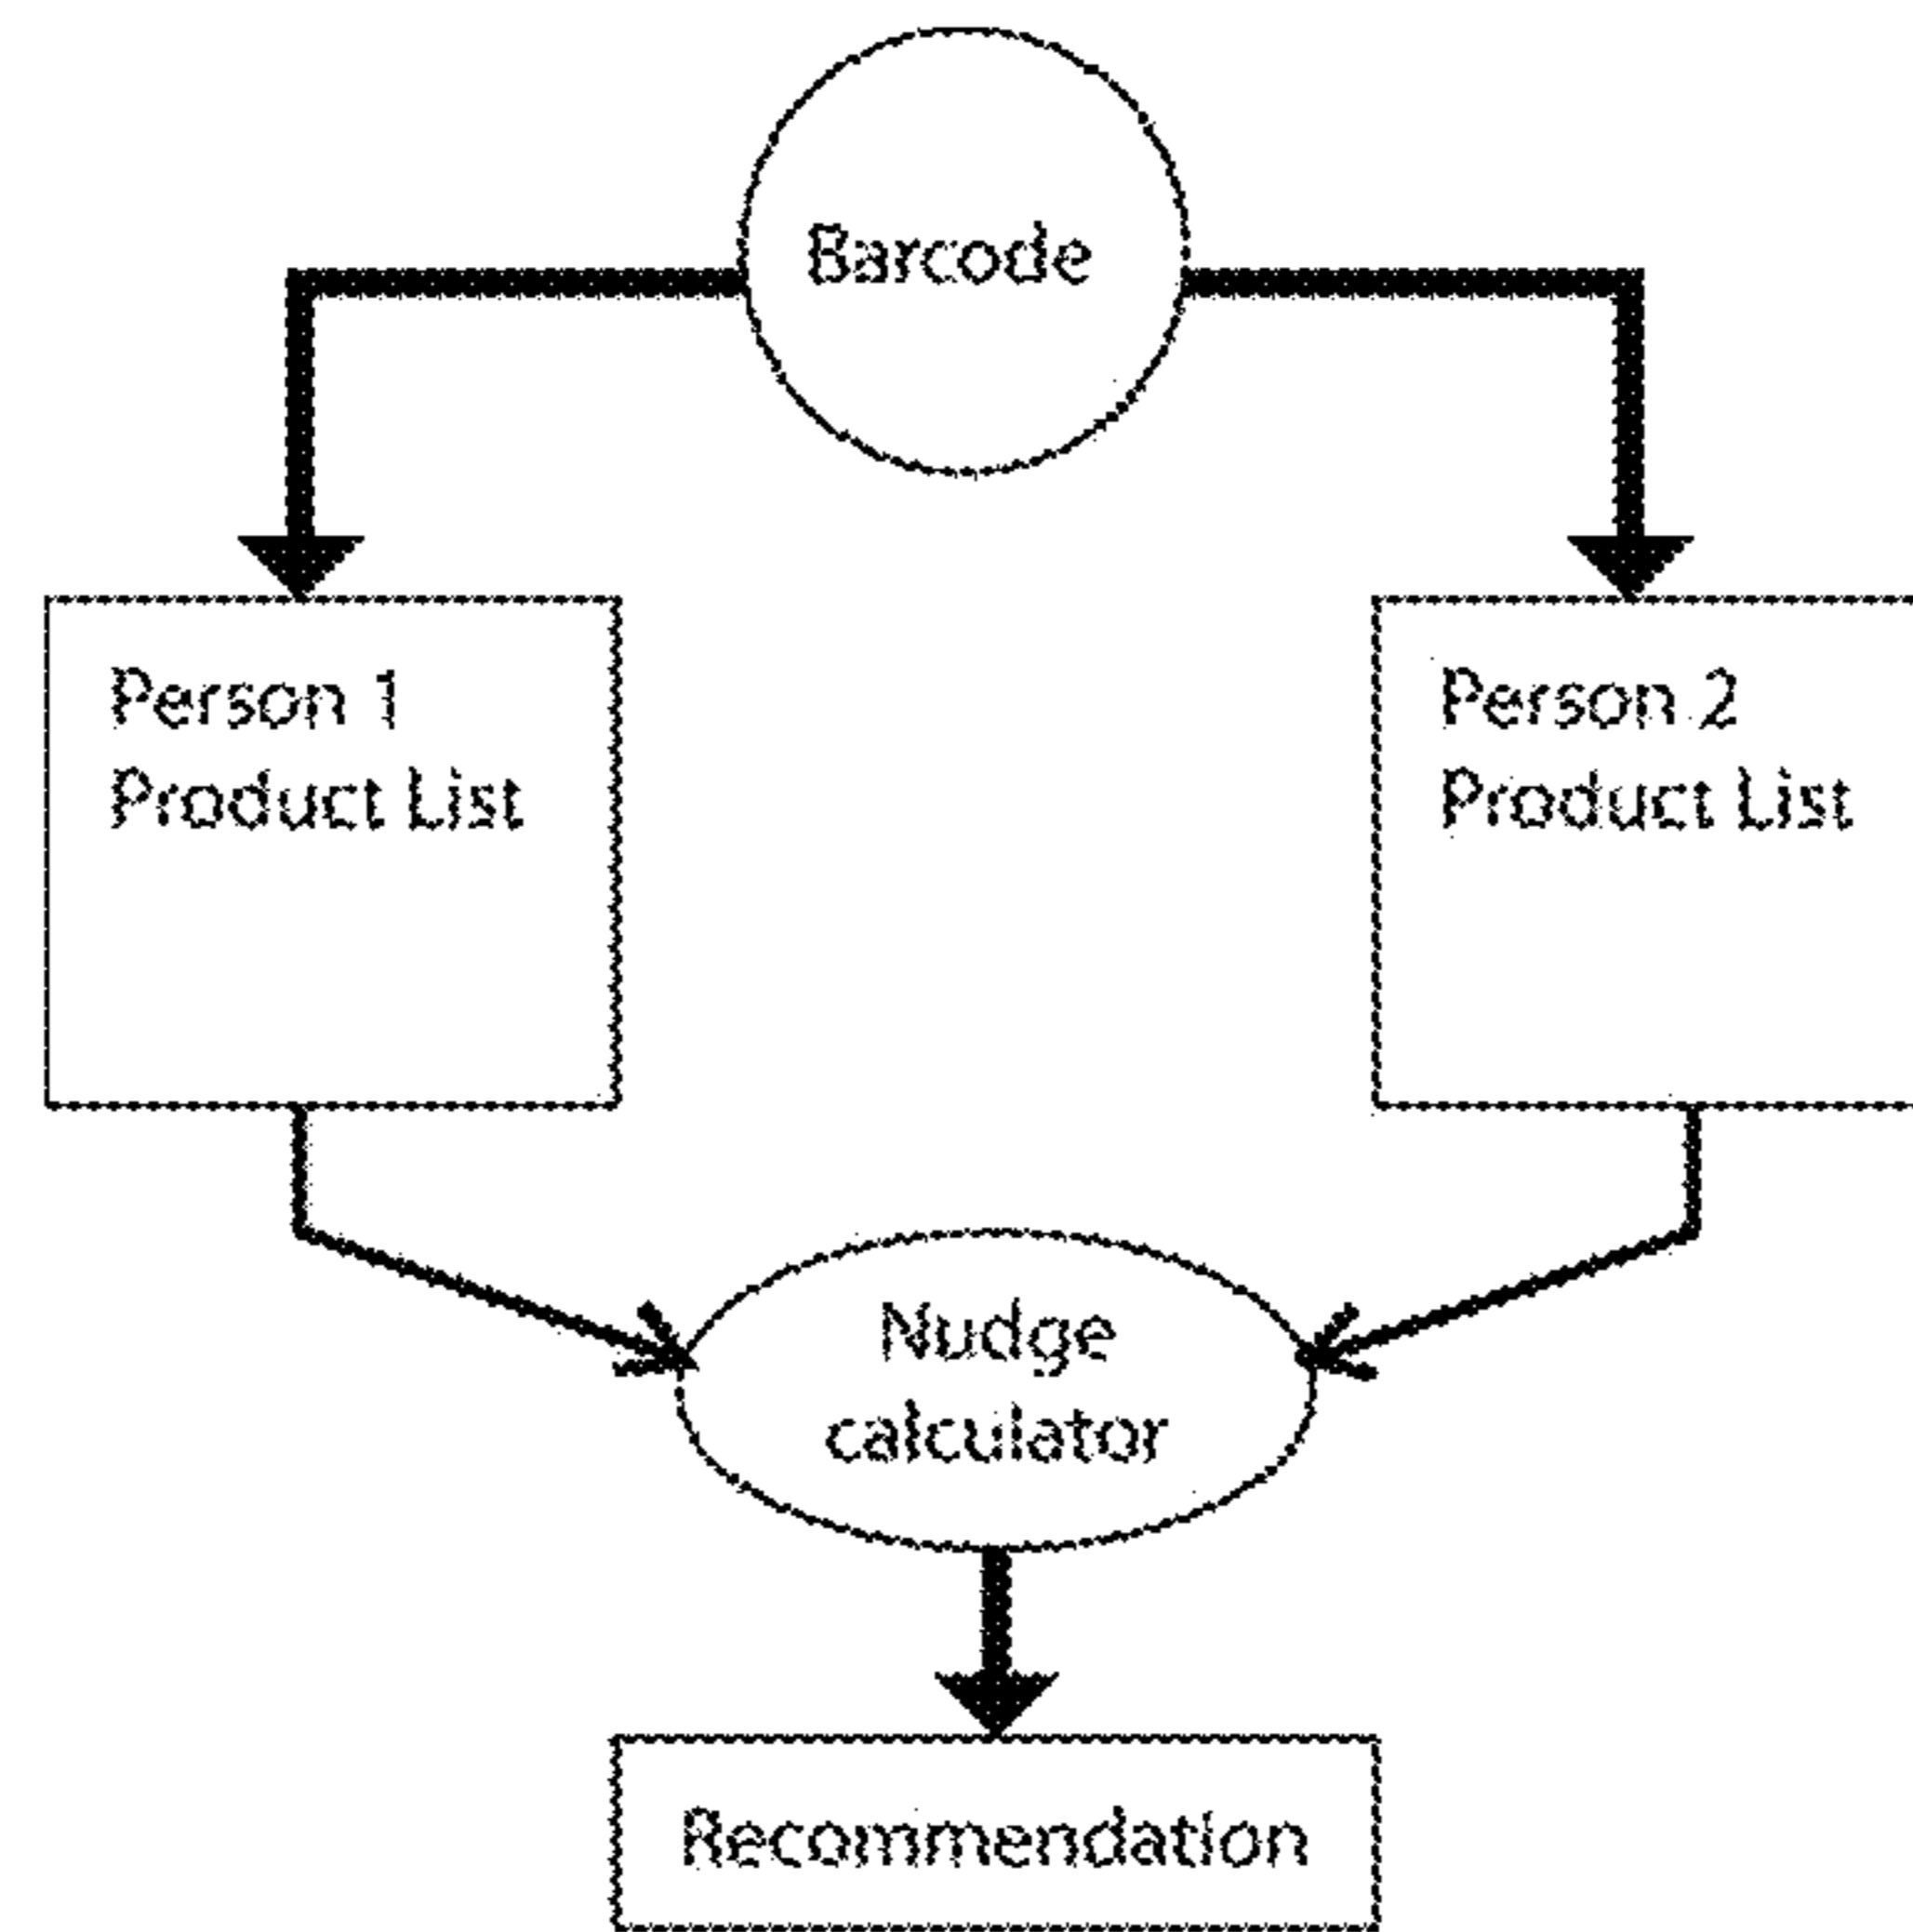 Barcode
Person 1
Product List
Person 2
Product List
Nudge
calculator
Recommendation